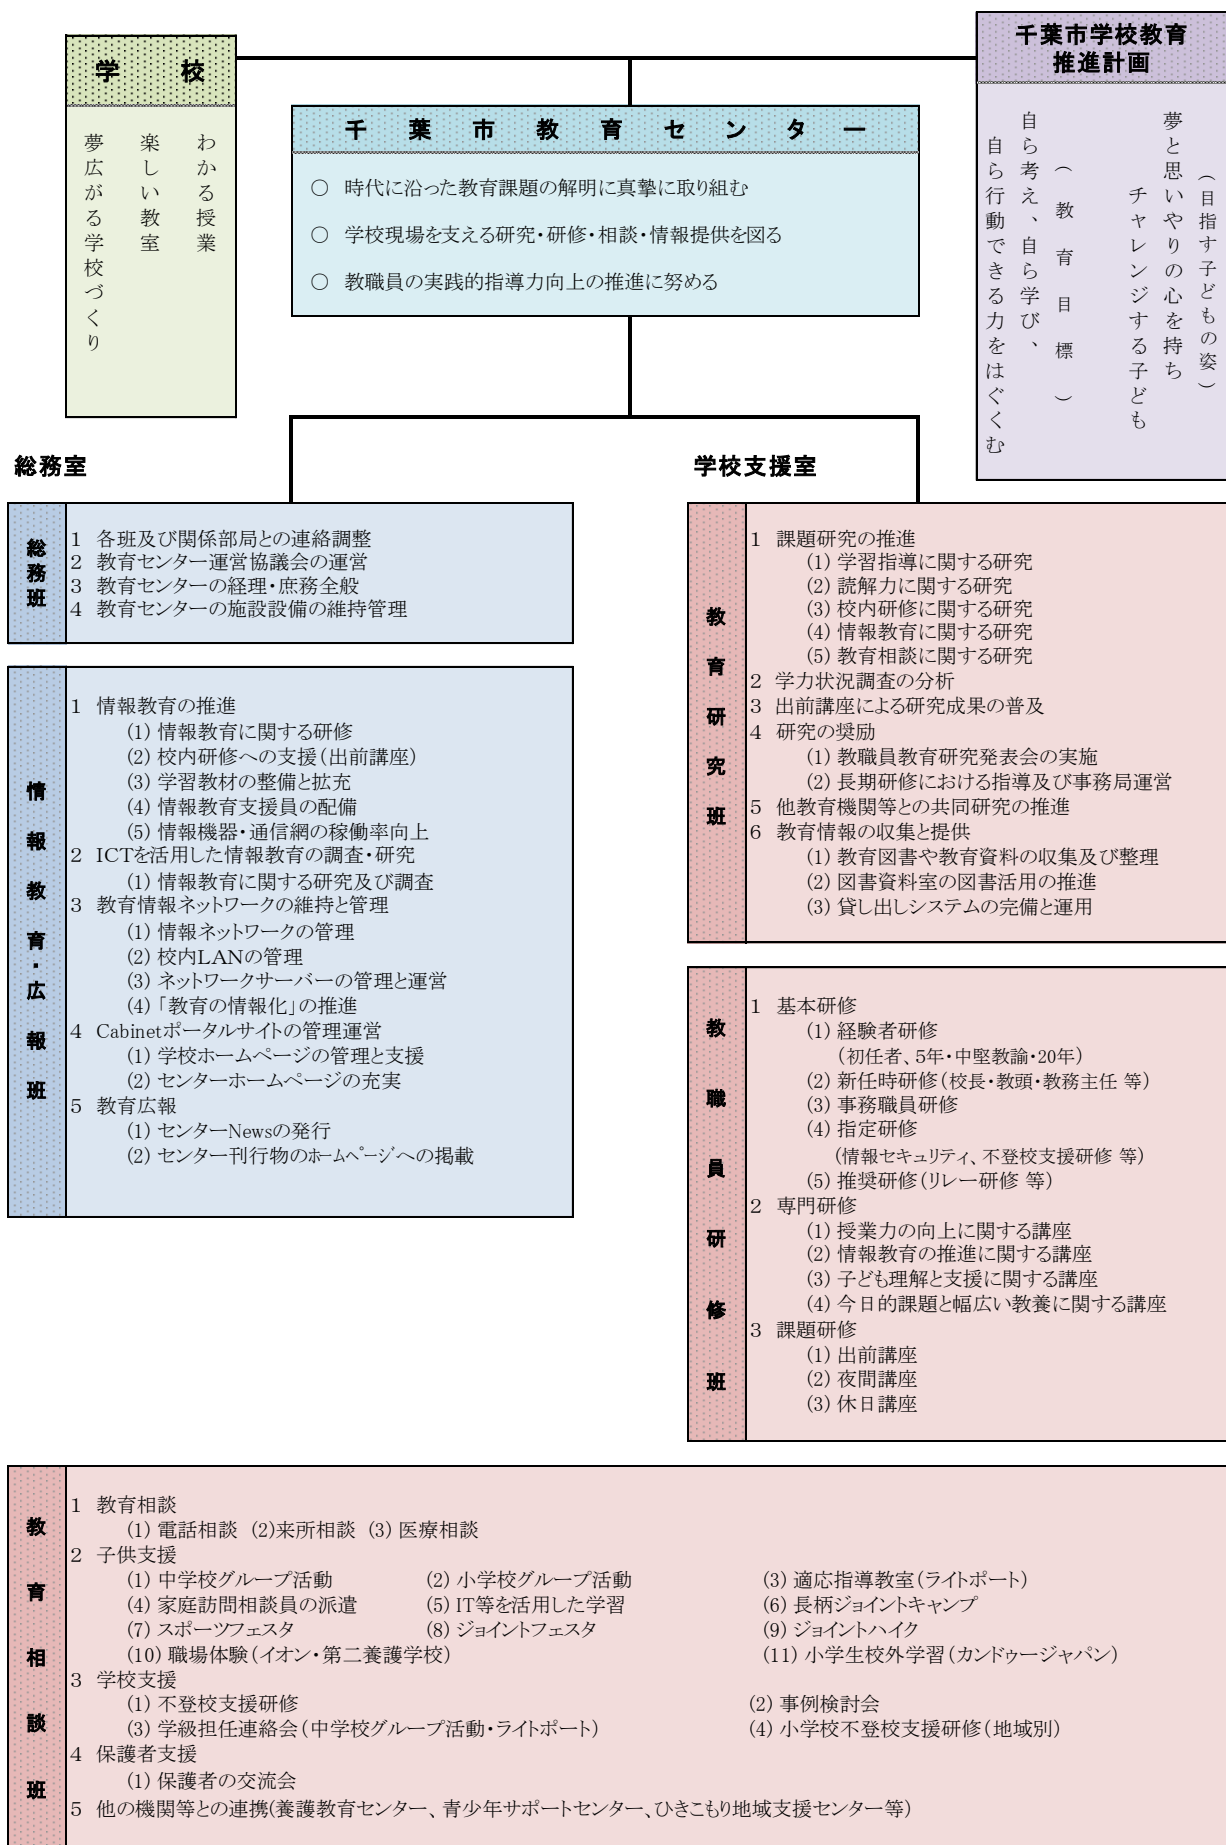 学校
わかる授業
楽しい教室
夢広がる学校づくり
千葉市教育センター
○ 時代に沿った教育課題の解明に真摯に取り組む
○ 学校現場を支える研究・研修・相談・情報提供を図る
○ 教職員の実践的指導力向上の推進に努める
千葉市学校教育
推進計画
（目指す子どもの姿）
夢と思いやりの心を持ち
チャレンジする子ども
（教育目標）
自ら考え、自ら学び、
自ら行動できる力をはぐくむ
総務室
総務班
1 各班及び関係部局との連絡調整
2 教育センター運営協議会の運営
3 教育センターの経理・庶務全般
4 教育センターの施設設備の維持管理
情報教育・広報班
1 情報教育の推進
(1) 情報教育に関する研修
(2) 校内研修への支援（出前講座）
(3) 学習教材の整備と拡充
(4) 情報教育支援員の配備
(5) 情報機器・通信網の稼働率向上
2 ICTを活用した情報教育の調査・研究
(1) 情報教育に関する研究及び調査
3 教育情報ネットワークの維持と管理
(1) 情報ネットワークの管理
(2) 校内LANの管理
(3) ネットワークサーバーの管理と運営
(4) 「教育の情報化」の推進
4 Cabinetポータルサイトの管理運営
(1) 学校ホームページの管理と支援
(2) センターホームページの充実
5 教育広報
(1) センターNewsの発行
(2) センター刊行物のﾎｰﾑﾍﾟｰｼﾞへの掲載
学校支援室
教育研究班
1 課題研究の推進
(1) 学習指導に関する研究
(2) 読解力に関する研究
(3) 校内研修に関する研究
(4) 情報教育に関する研究
(5) 教育相談に関する研究
2 学力状況調査の分析
3 出前講座による研究成果の普及
4 研究の奨励
(1) 教職員教育研究発表会の実施
(2) 長期研修における指導及び事務局運営
5 他教育機関等との共同研究の推進
6 教育情報の収集と提供
(1) 教育図書や教育資料の収集及び整理
(2) 図書資料室の図書活用の推進
(3) 貸し出しシステムの完備と運用
教職員研修班
1 基本研修
(1) 経験者研修
（初任者、5年・中堅教諭・20年）
(2) 新任時研修（校長・教頭・教務主任 等）
(3) 事務職員研修
(4) 指定研修
（情報セキュリティ、不登校支援研修 等）
(5) 推奨研修（リレー研修 等）
2 専門研修
(1) 授業力の向上に関する講座
(2) 情報教育の推進に関する講座
(3) 子ども理解と支援に関する講座
(4) 今日的課題と幅広い教養に関する講座
3 課題研修
(1) 出前講座
(2) 夜間講座
(3) 休日講座
教育相談班
1 教育相談
(1) 電話相談 (2)来所相談 (3) 医療相談
2 子供支援
(1) 中学校グループ活動 (2) 小学校グループ活動 (3) 適応指導教室（ライトポート）
(4) 家庭訪問相談員の派遣 (5) IT等を活用した学習 (6) 長柄ジョイントキャンプ
(7) スポーツフェスタ (8) ジョイントフェスタ (9) ジョイントハイク
(10) 職場体験（イオン・第二養護学校） (11) 小学生校外学習（カンドゥージャパン）
3 学校支援
(1) 不登校支援研修 (2) 事例検討会
(3) 学級担任連絡会（中学校グループ活動・ライトポート） (4) 小学校不登校支援研修（地域別）
4 保護者支援
(1) 保護者の交流会
5 他の機関等との連携(養護教育センター、青少年サポートセンター、ひきこもり地域支援センター等)